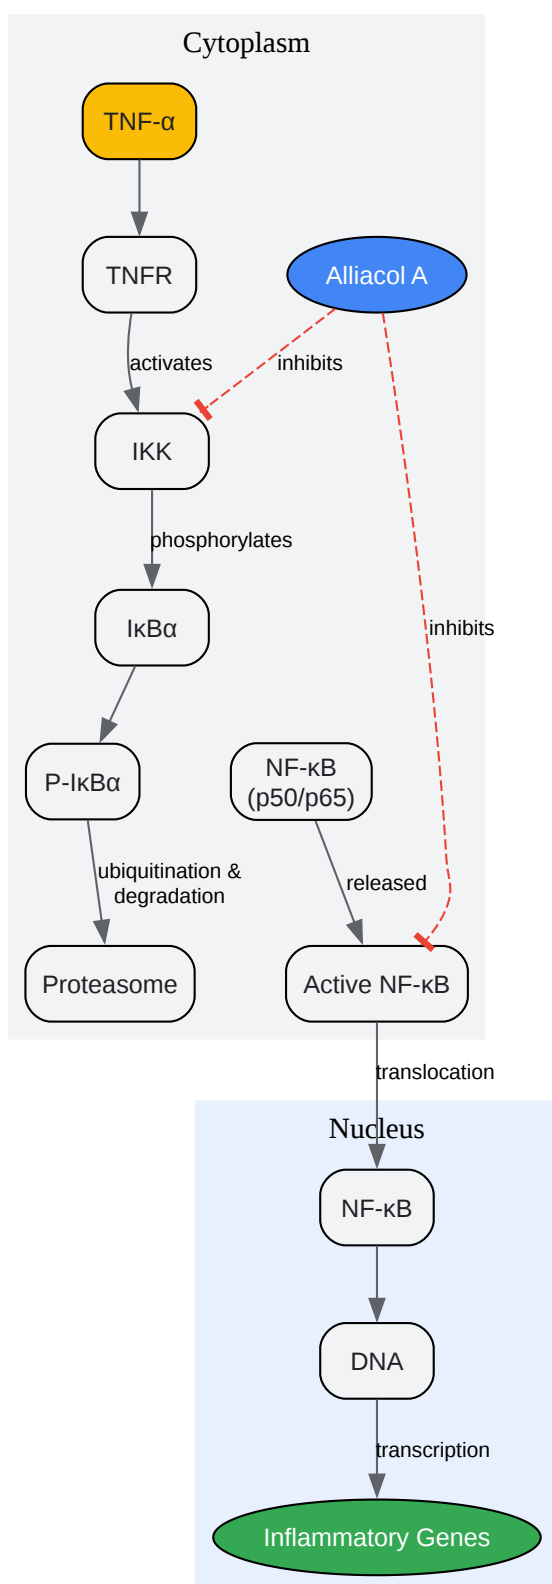 Cytoplasm
TNF-α
TNFR
Alliacol A
activates
inhibits
IKK
phosphorylates
inhibits
IκBα
P-IκBα
NF-κB
(p50/p65)
ubiquitination &
degradation
released
Proteasome
Active NF-κB
translocation
Nucleus
NF-κB
DNA
transcription
Inflammatory Genes